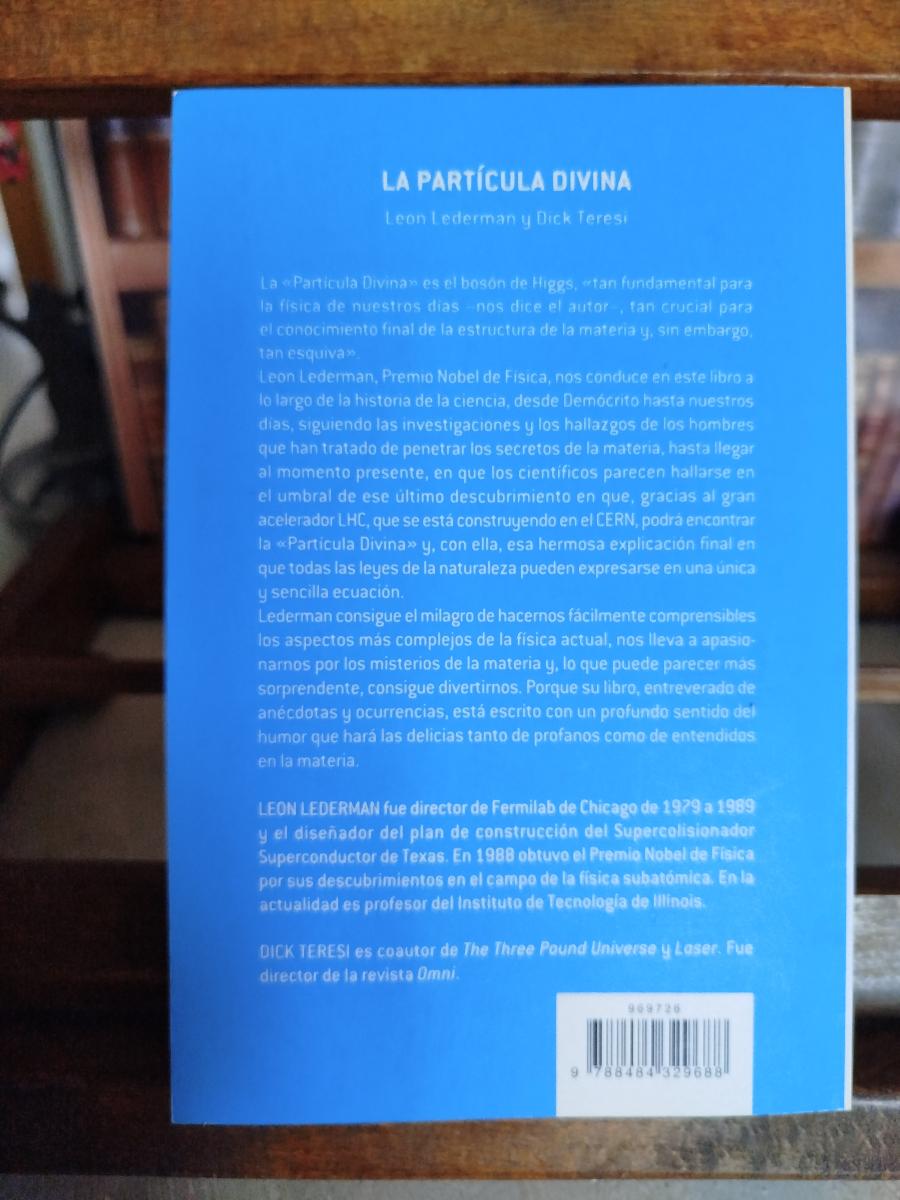 LA PARTÍCULA DIVINA
Leon Lederman y Dick Teresi
La «Partícula Divina» es el bosón de Higgs, «tan fundamental para
la física de nuestros días –nos dice el autor–, tan crucial para
el conocimiento final de la estructura de la materia y, sin embargo,
tan esquiva».
Leon Lederman, Premio Nobel de Física, nos conduce en este libro a
lo largo de la historia de la ciencia, desde Demócrito hasta nuestros
días, siguiendo las investigaciones y los hallazgos de los hombres
que han tratado de penetrar los secretos de la materia, hasta llegar
al momento presente, en que los científicos parecen hallarse en
el umbral de ese último descubrimiento en que, gracias al gran
acelerador LHC, que se está construyendo en el CERN, podrá encontrar
la «Partícula Divina» y, con ella, esa hermosa explicación final en
que todas las leyes de la naturaleza pueden expresarse en una única
y sencilla ecuación.
Lederman consigue el milagro de hacernos fácilmente comprensibles
los aspectos más complejos de la física actual, nos lleva a apasio-
narnos por los misterios de la materia y, lo que puede parecer más
sorprendente, consigue divertirnos. Porque su libro, entreverado de
anécdotas y ocurrencias, está escrito con un profundo sentido del
humor que hará las delicias tanto de profanos como de entendidos
en la materia.
LEON LEDERMAN fue director de Fermilab de Chicago de 1979 a 1989
y el diseñador del plan de construcción del Supercolisionador
Superconductor de Texas. En 1988 obtuvo el Premio Nobel de Física
por sus descubrimientos en el campo de la física subatómica. En la
actualidad es profesor del Instituto de Tecnología de Illinois.
DICK TERESI es coautor de The Three Pound Universe y Laser. Fue
director de la revista Omni.
969726
9 788484 329688